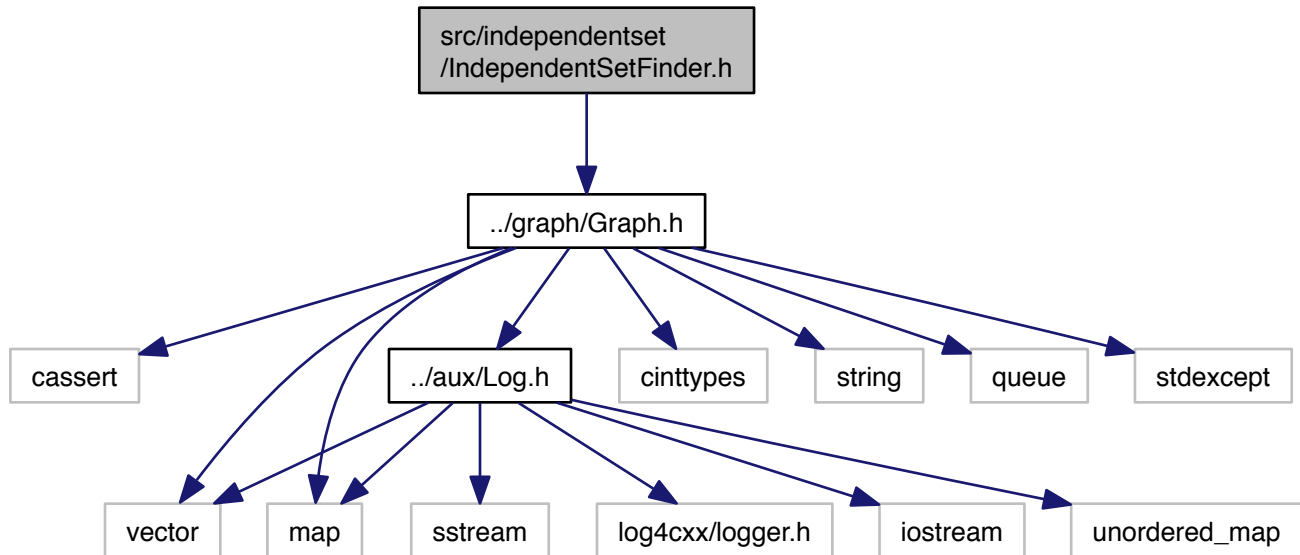 src/independentset
/IndependentSetFinder.h
../graph/Graph.h
cassert
../aux/Log.h
cinttypes
string
queue
stdexcept
vector
map
sstream
log4cxx/logger.h
iostream
unordered_map